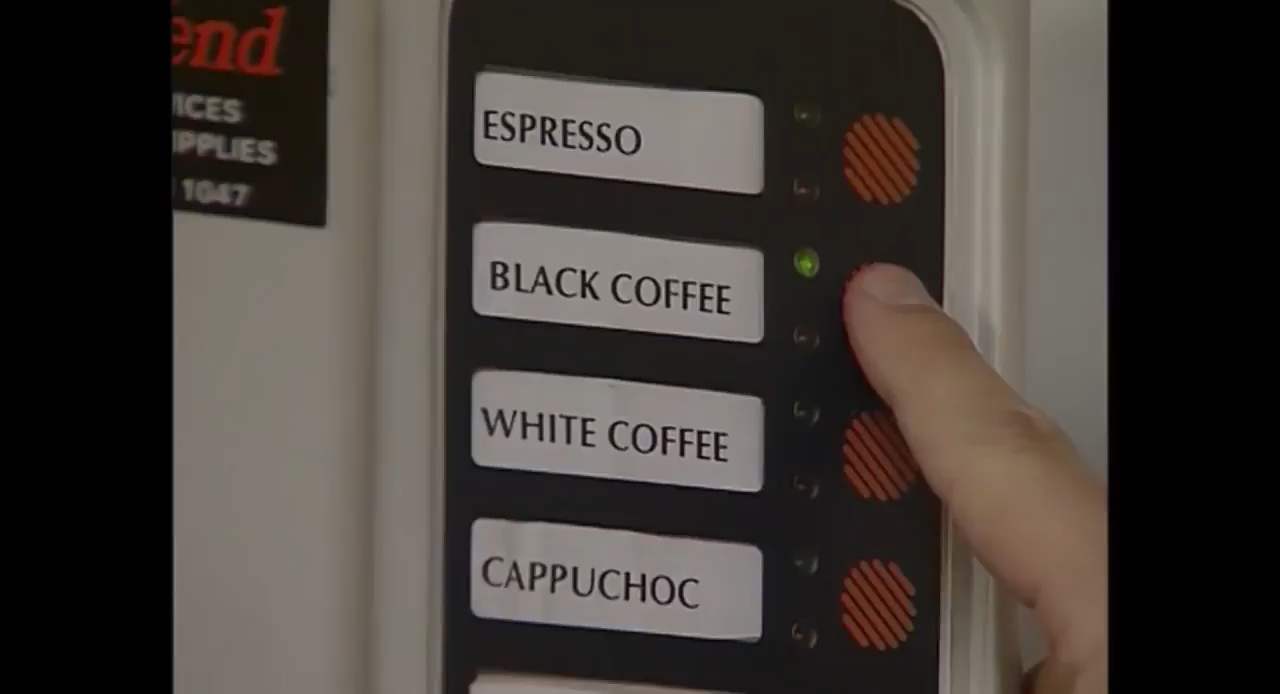 end
ICES
PPLIES
1047
ESPRESSO
BLACK COFFEE
WHITE COFFEE
CAPPUCHOC